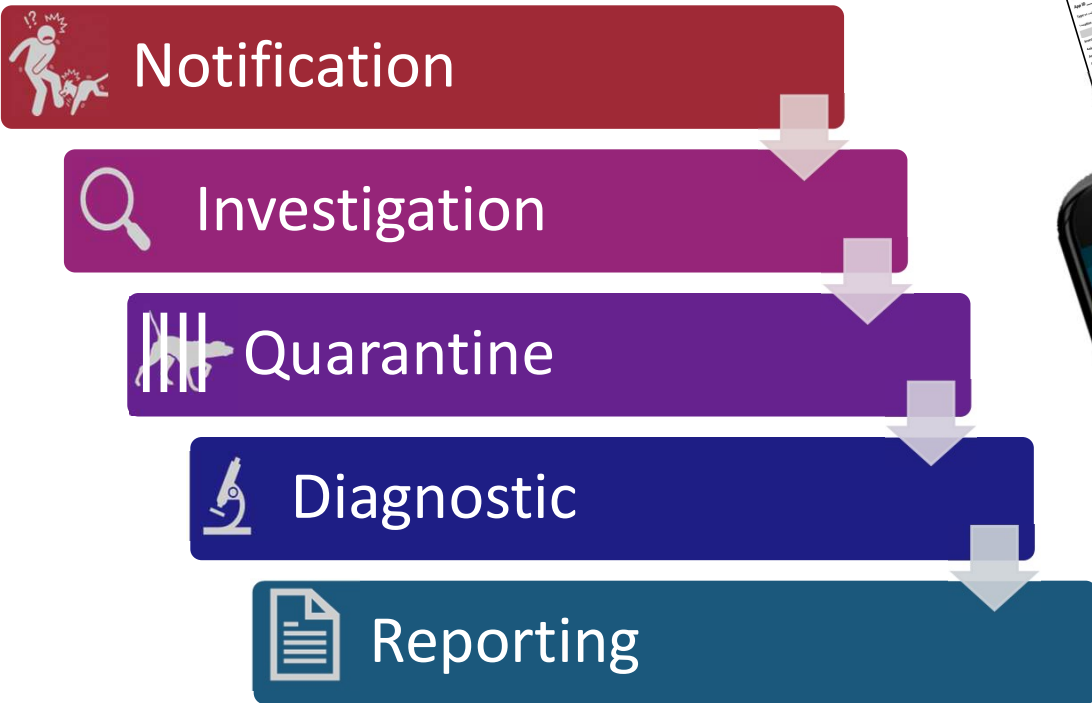 !?
Notification
Investigation
Quarantine
Diagnostic
Reporting